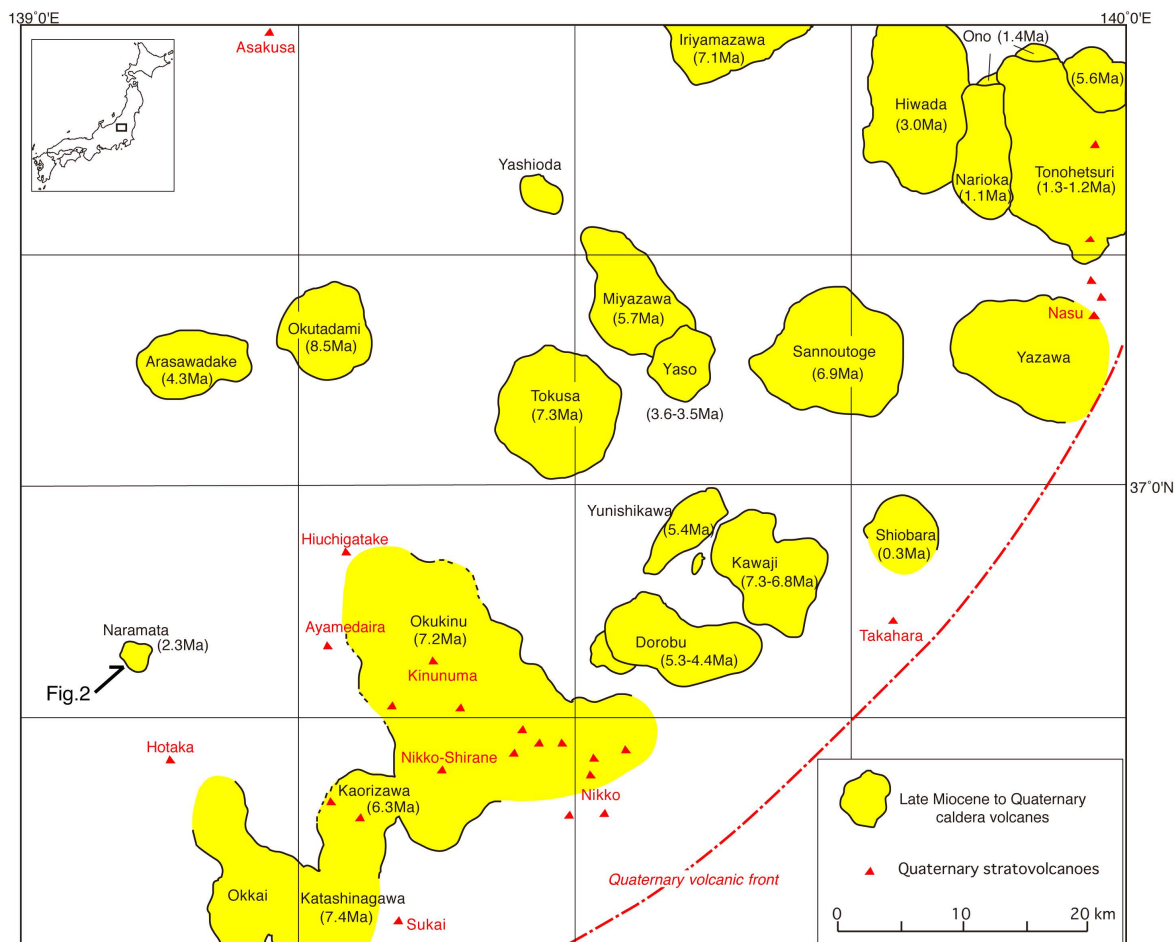 139˚0'E
140˚0'E
Asakusa
Iriyamazawa
(7.1Ma)
Ono (1.4Ma)
(5.6Ma)
Hiwada
(3.0Ma)
Yashioda
Narioka
(1.1Ma)
Tonohetsuri
(1.3-1.2Ma)
Miyazawa
(5.7Ma)
Nasu
Okutadami
(8.5Ma)
Arasawadake
(4.3Ma)
Yaso
(3.6-3.5Ma)
Sannoutoge
(6.9Ma)
Yazawa
Tokusa
(7.3Ma)
37˚0'N
Yunishikawa
(5.4Ma)
Hiuchigatake
Kawaji
(7.3-6.8Ma)
Shiobara
(0.3Ma)
Naramata
(2.3Ma)
Ayamedaira
Okukinu
(7.2Ma)
Dorobu
(5.3-4.4Ma)
Takahara
Kinunuma
Fig.2
Hotaka
Nikko-Shirane
Kaorizawa
(6.3Ma)
Nikko
Late Miocene to Quaternary
caldera volcanes
Quaternary stratovolcanoes
Quaternary volcanic front
Okkai
Katashinagawa
(7.4Ma)
Sukai
0 10 20 km